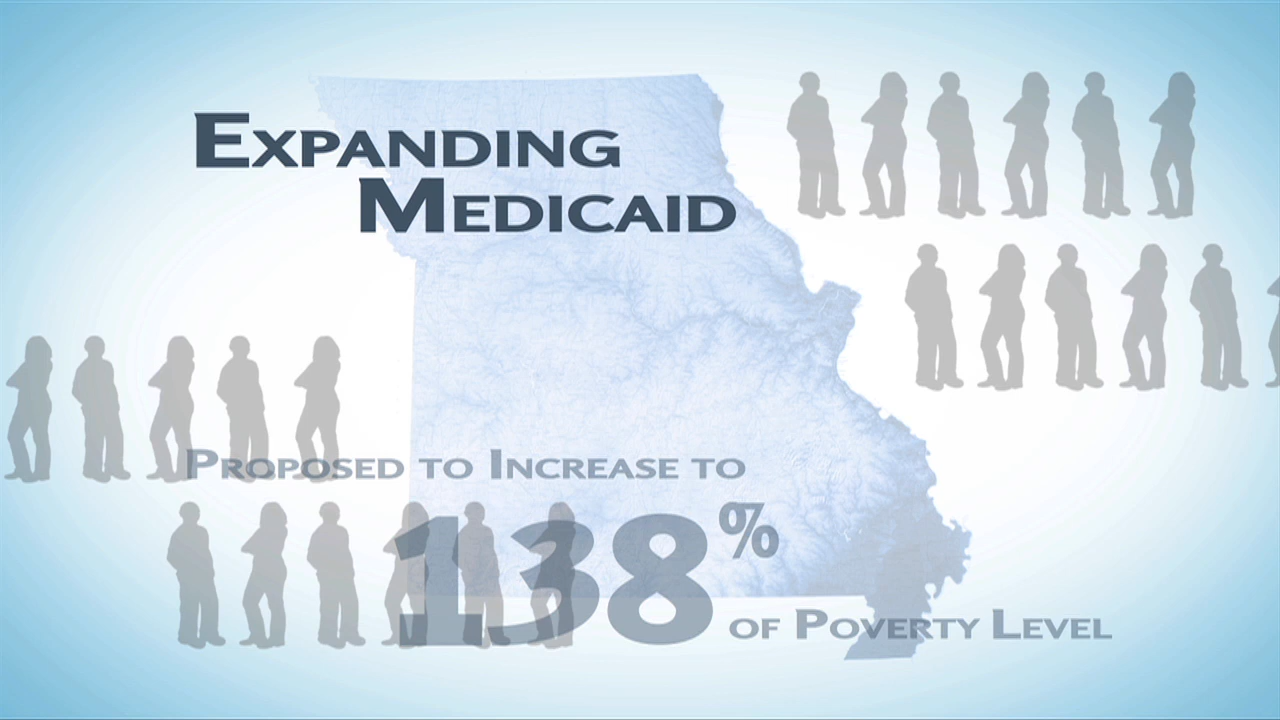 Expanding
Medicaid
Proposed to Increase to
138%
of Poverty Level